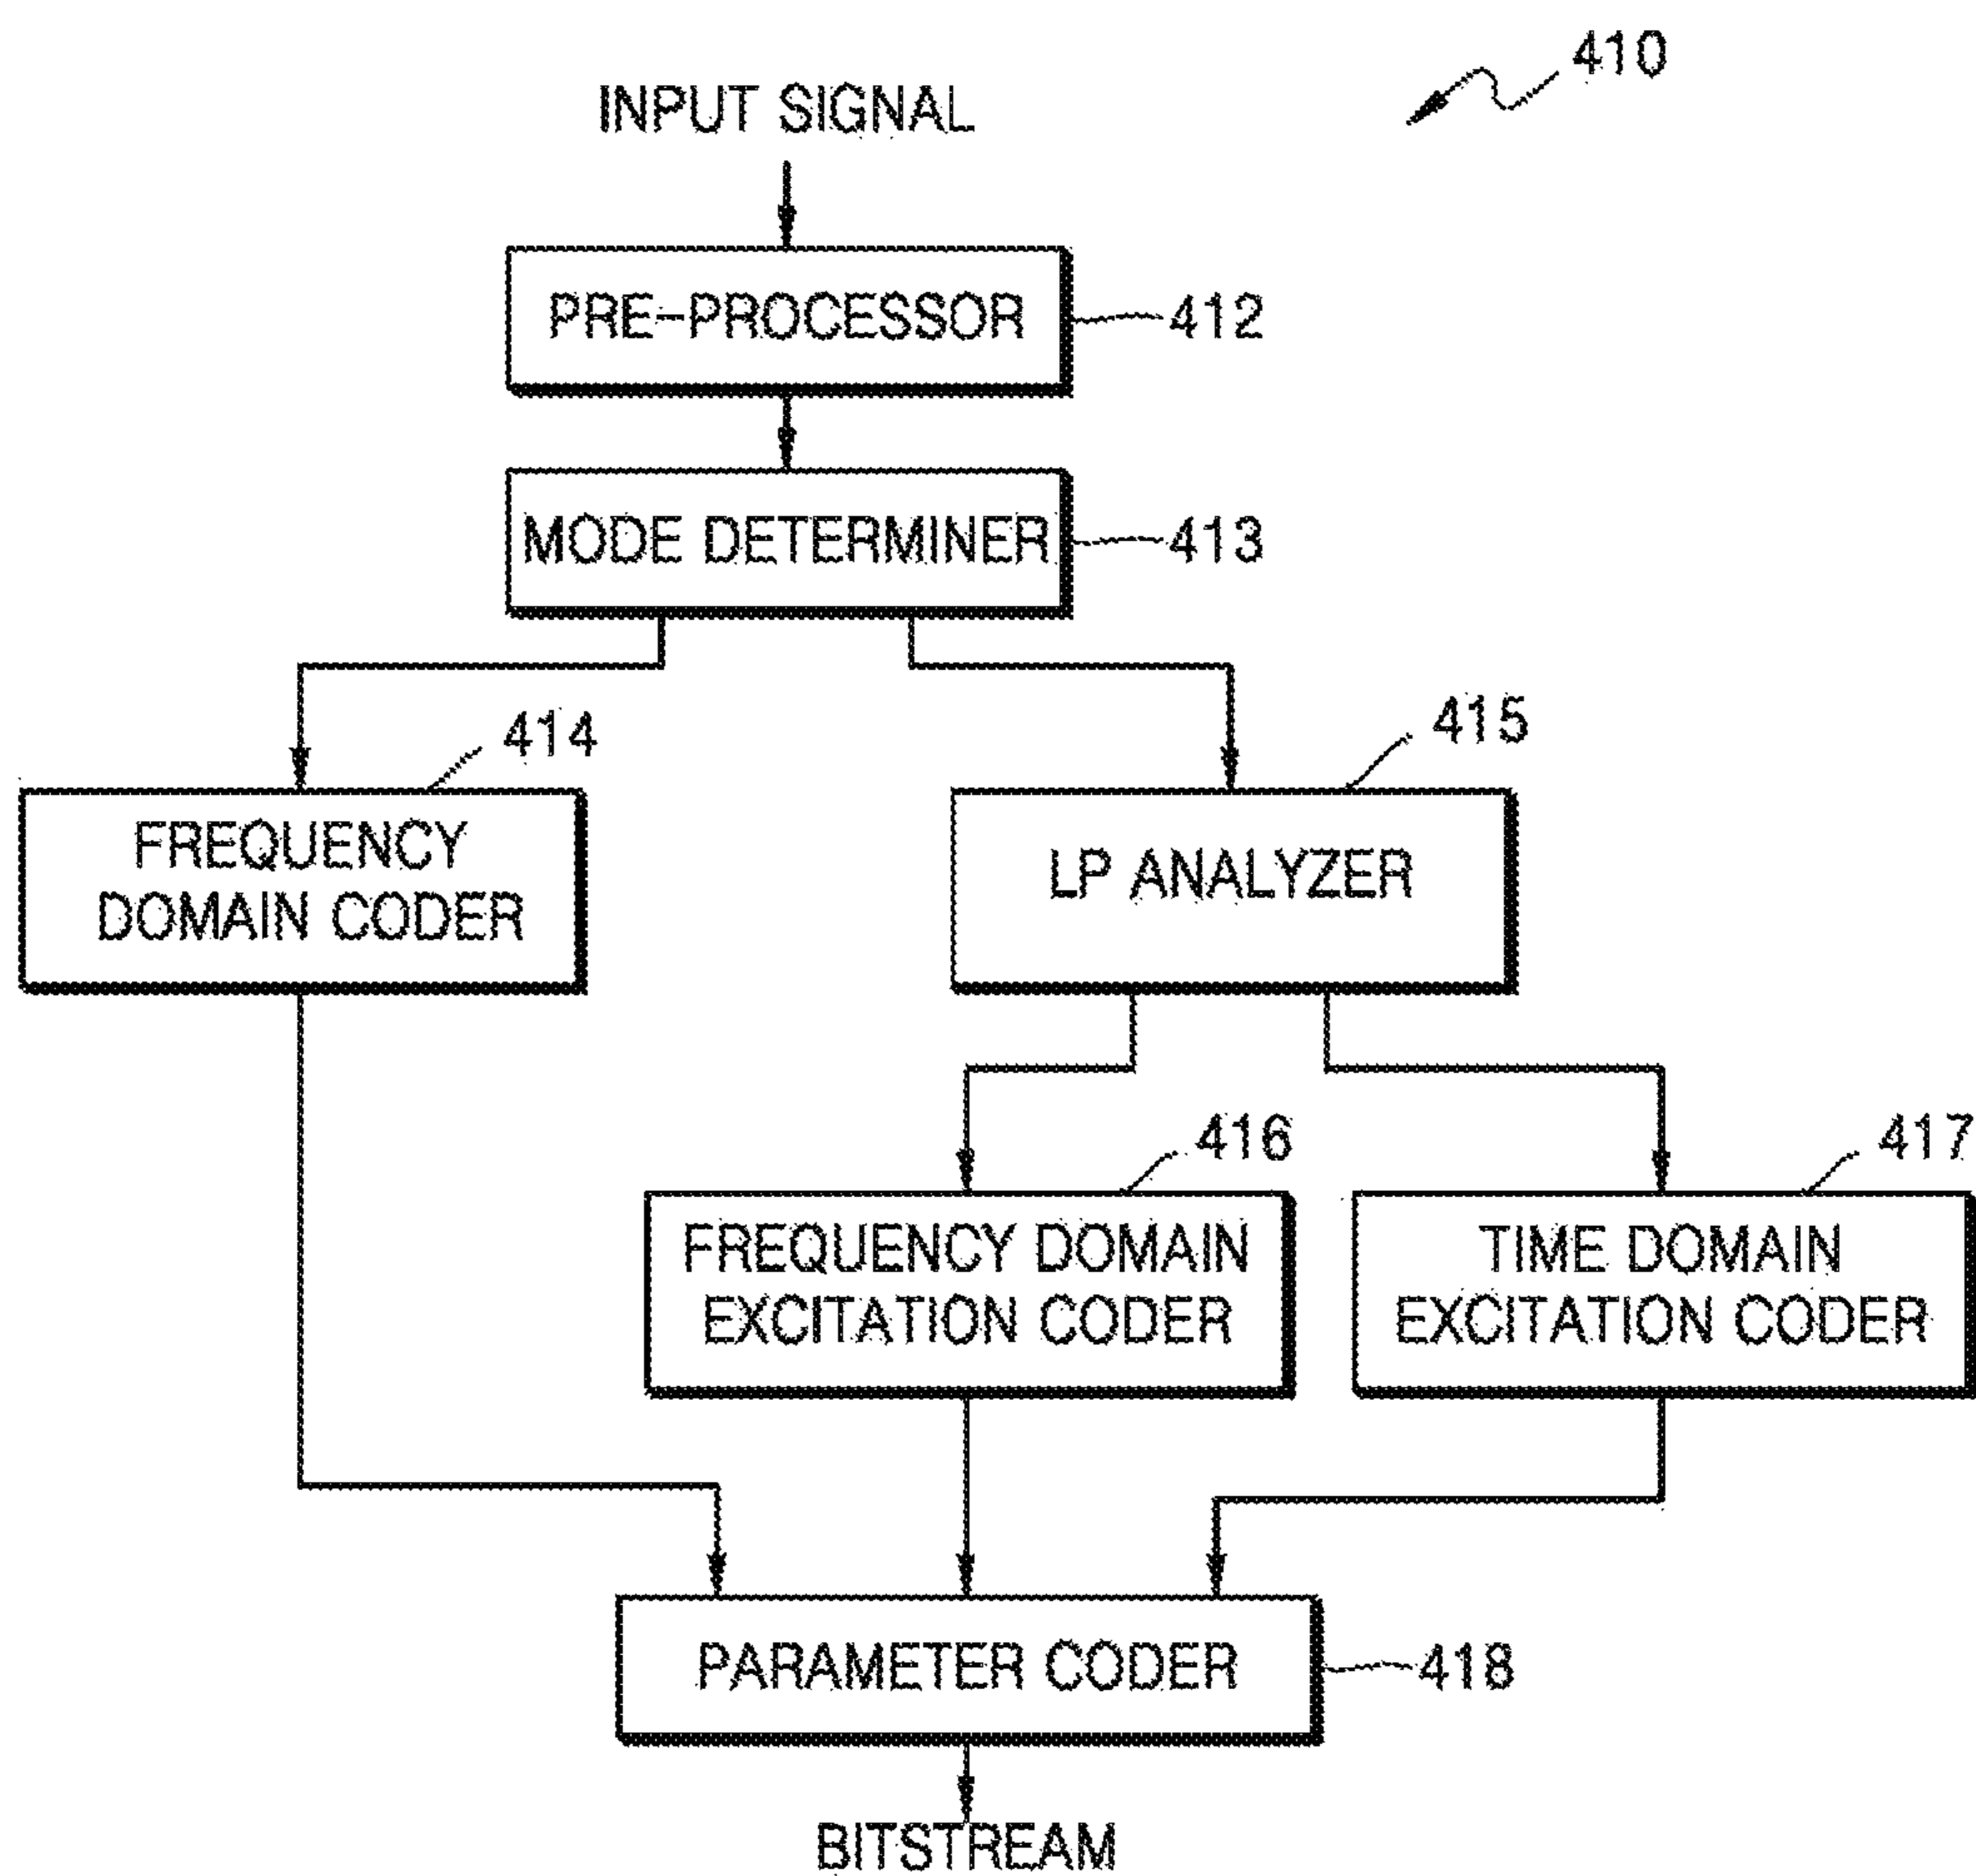 410
INPUT SIGNAL
PRE-PROCESSOR
412
MODE DETERMINER
413
414
415
FREQUENCY
DOMAIN CODER
LP ANALYZER
416
417
FREQUENCY DOMAIN
EXCITATION CODER
TIME DOMAIN
EXCITATION CODER
PARAMETER CODER
418
BITSTREAM